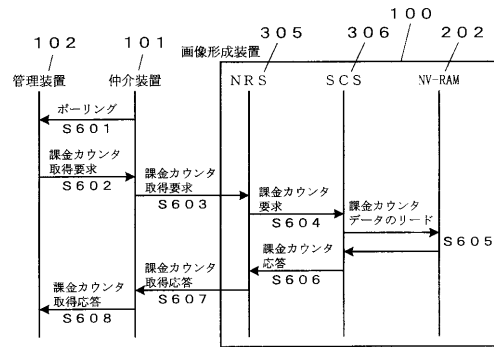 102
101
305
306
100
202
画像形成装置
管理装置
仲介装置
NRS
SCS
NV-RAM
ポーリング
S601
課金カウンタ
取得要求
S602
課金カウンタ
取得要求
S603
課金カウンタ
要求
S604
課金カウンタ
データのリード
S605
課金カウンタ
応答
S606
課金カウンタ
取得応答
S607
課金カウンタ
取得応答
S608